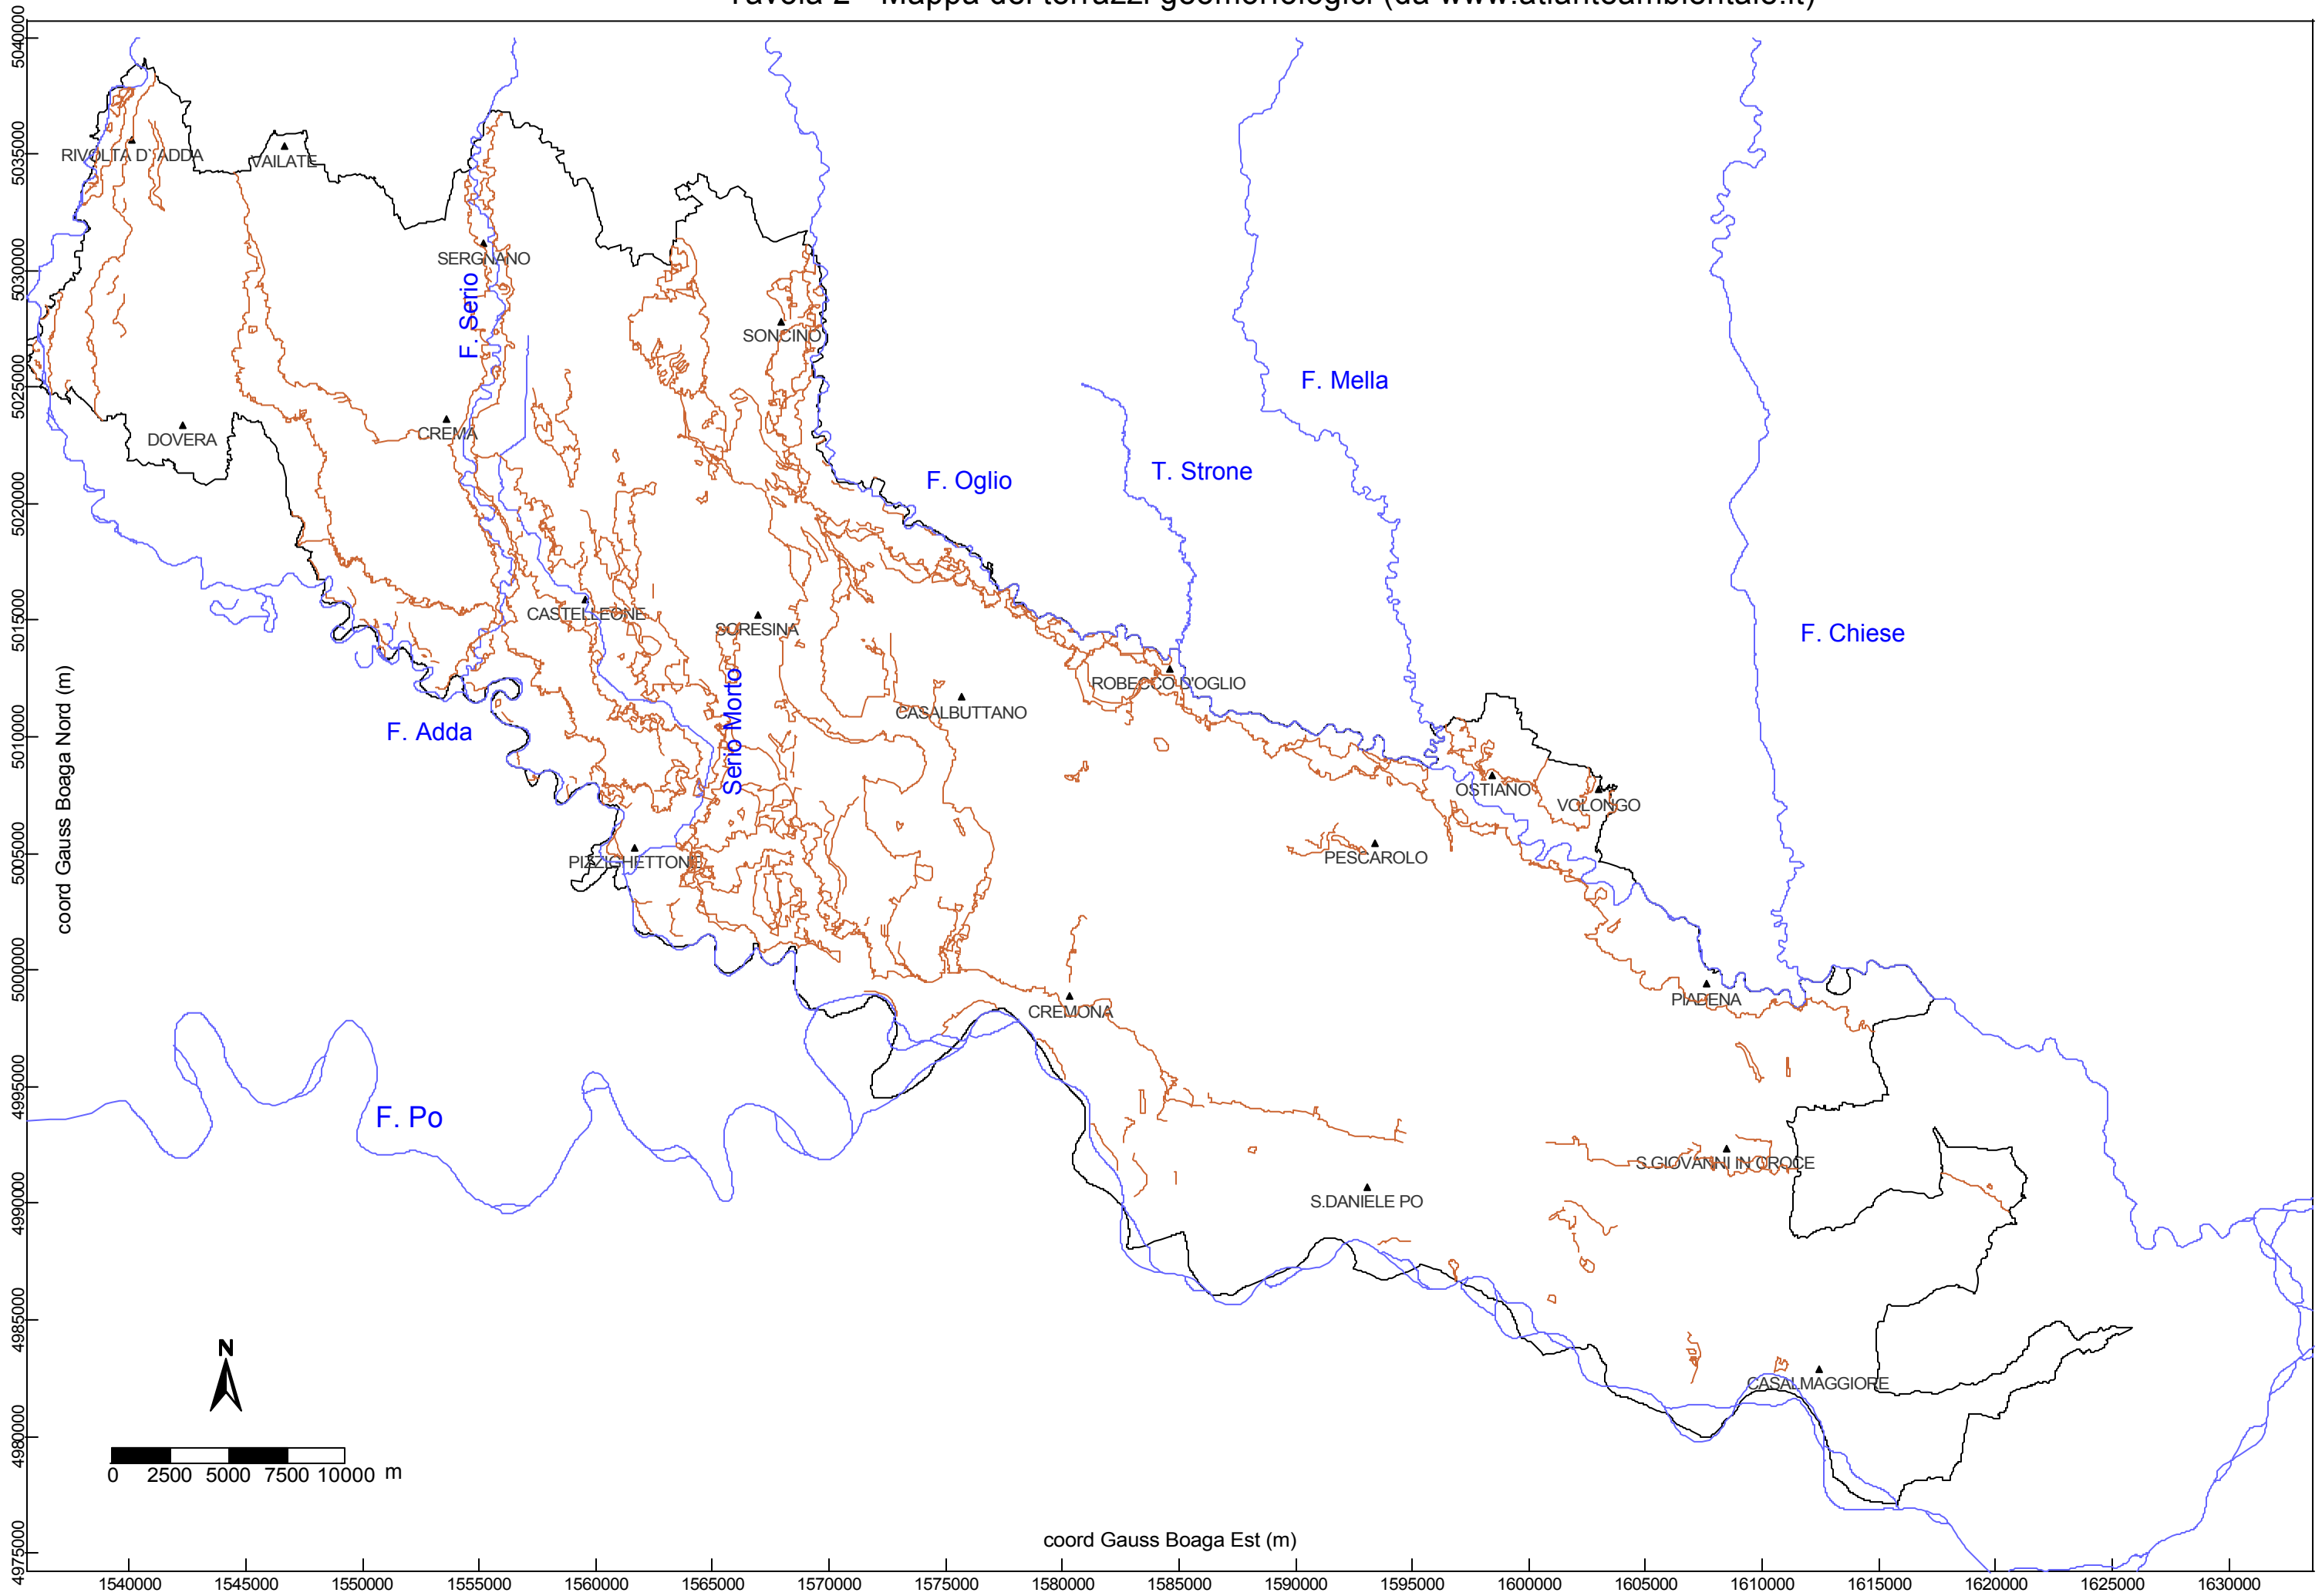 Tavola 2 - Mappa dei terrazzi geomorfologici (da www.atlanteambientale.it)
5040000
5035000
5030000
5025000
5020000
5015000
5010000
5005000
5000000
4995000
4990000
4985000
4980000
4975000
coord Gauss Boaga Nord (m)
RIVOLTA D`ADDA
VAILATE
SERGNANO
F. Serio
SONCINO
F. Mella
CREMA
DOVERA
T. Strone
F. Oglio
CASTELLEONE
SORESINA
F. Chiese
ROBECCO D'OGLIO
CASALBUTTANO
F. Adda
Serio Morto
OSTIANO
VOLONGO
PIZZIGHETTONE
PESCAROLO
PIADENA
CREMONA
F. Po
S.GIOVANNI IN CROCE
S.DANIELE PO
CASALMAGGIORE
N
0 2500 5000 7500 10000 m
coord Gauss Boaga Est (m)
1540000 1545000 1550000 1555000 1560000 1565000 1570000 1575000 1580000 1585000 1590000 1595000 1600000 1605000 1610000 1615000 1620000 1625000 1630000